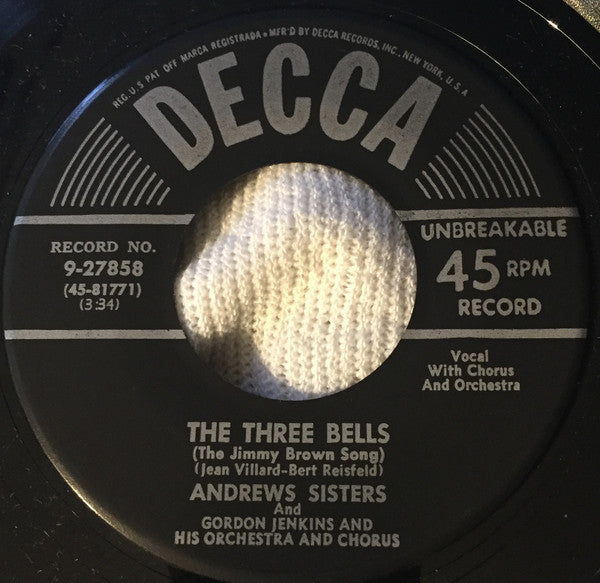 REG. U.S PAT OFF MARCA REGISTRADA • MF'D BY DECCA RECORDS, INC., NEW YORK, U.S.A.
DECCA
RECORD NO.
9-27858
(45-81771)
(3:34)
UNBREAKABLE
45 RPM
RECORD
Vocal
With Chorus
And Orchestra
THE THREE BELLS
(The Jimmy Brown Song)
(Jean Villard-Bert Reisfeld)
ANDREWS SISTERS
And
GORDON JENKINS AND
HIS ORCHESTRA AND CHORUS